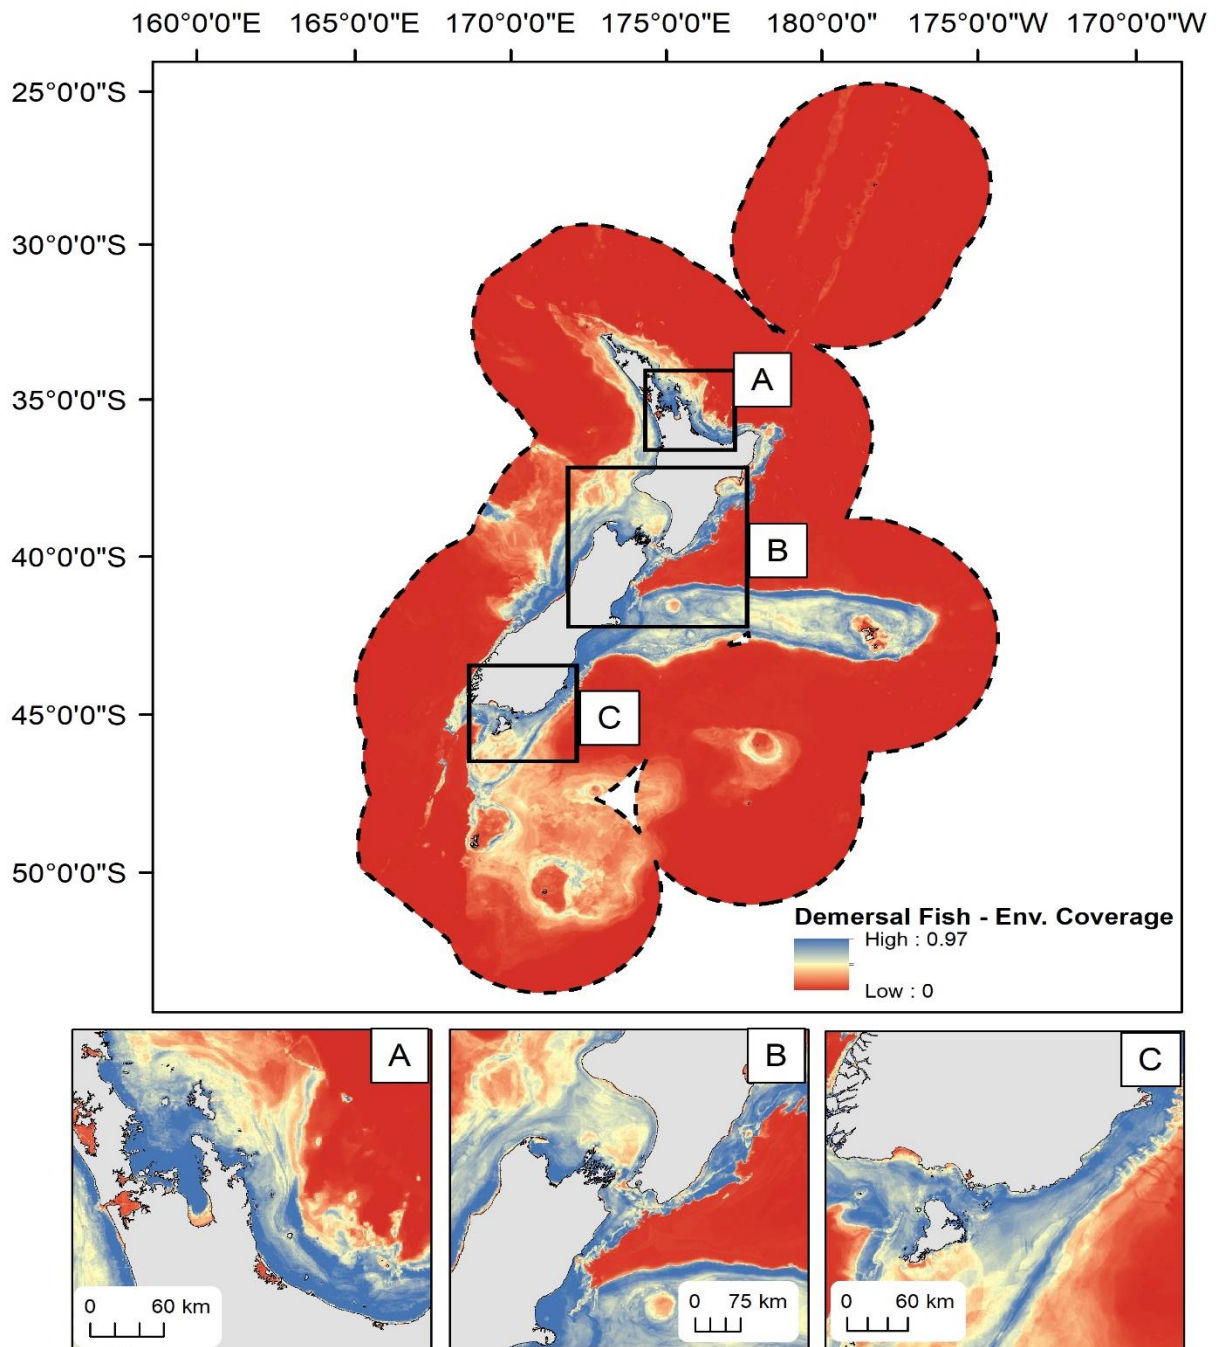 160°0'0"E 165°0'0"E 170°0'0"E 175°0'0"E 180°0'0" 175°0'0"W 170°0'0"W
25°0'0"S
30°0'0"S
35°0'0"S
40°0'0"S
45°0'0"S
50°0'0"S
A
B
C
Demersal Fish - Env. Coverage
High : 0.97
Low : 0
A
0 60 km
B
0 75 km
C
0 60 km